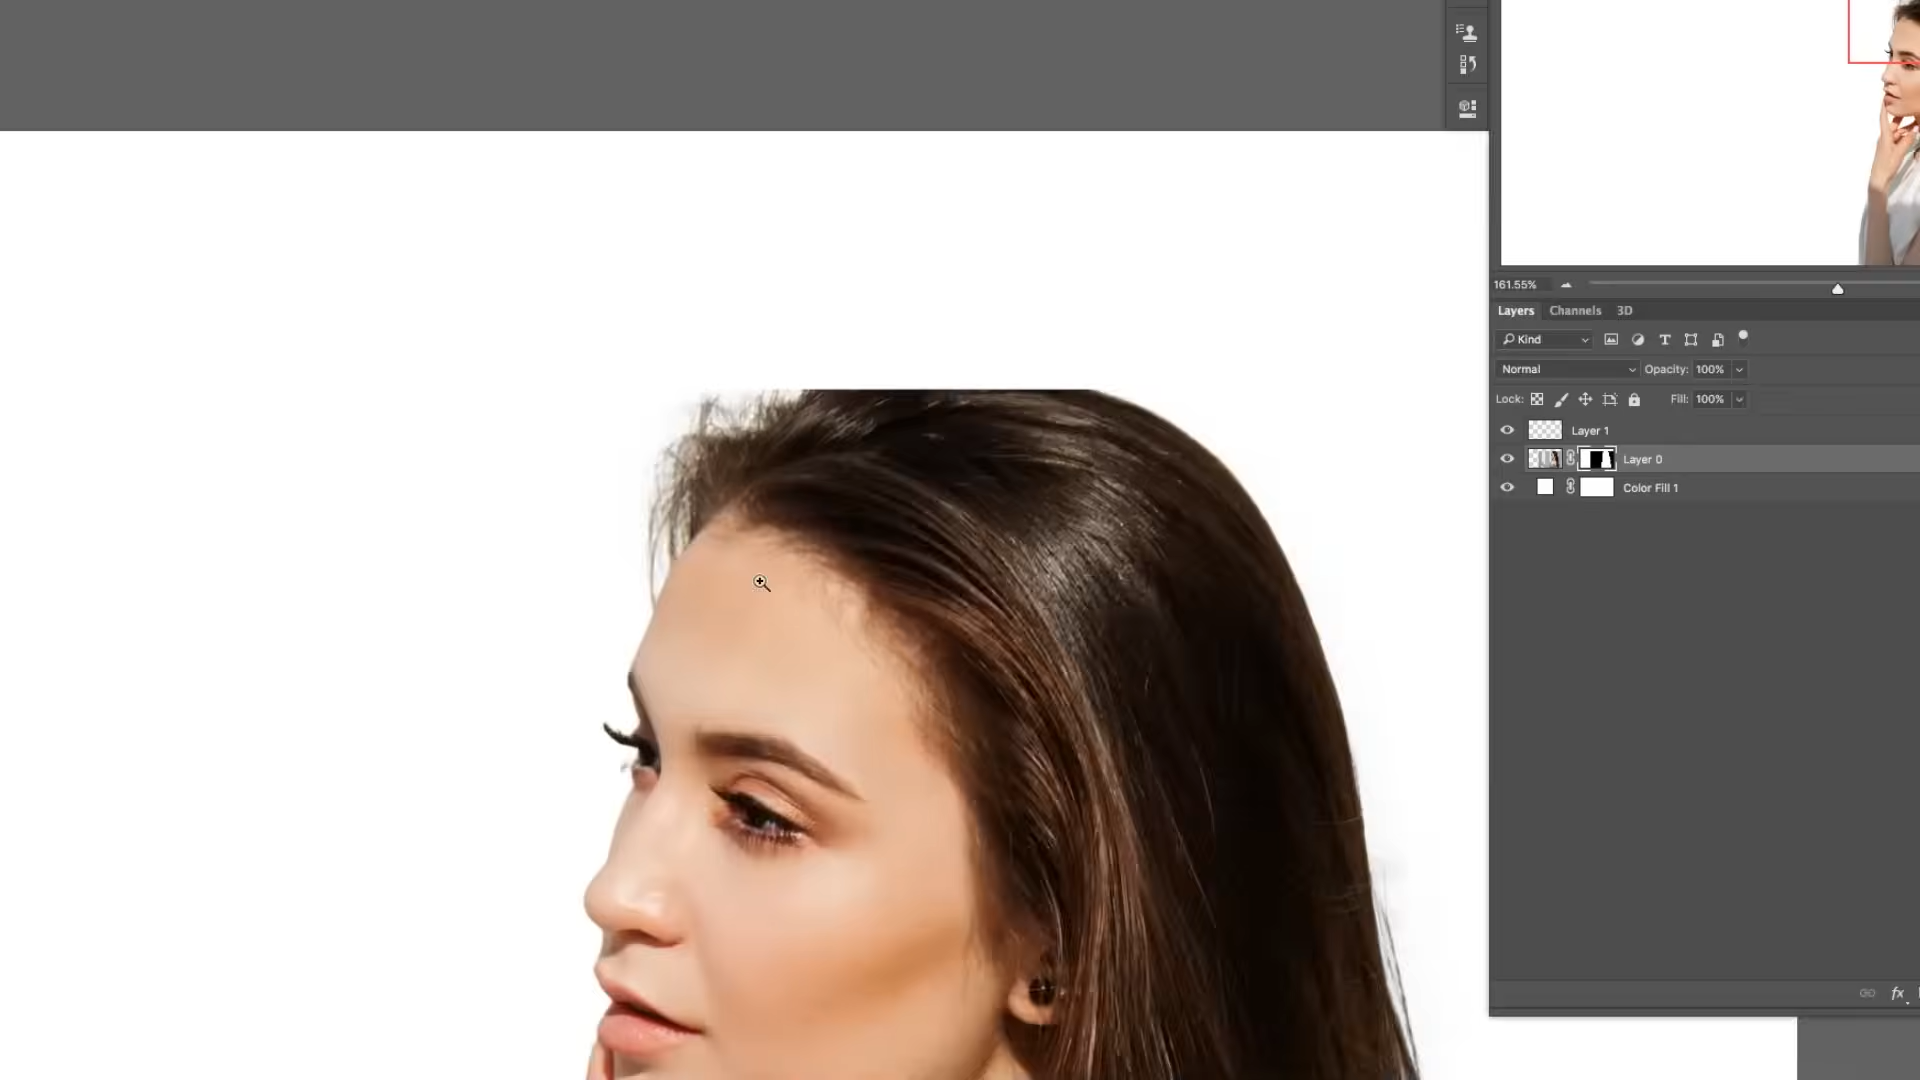 161.55%
Layers Channels 3D
Kind
Normal Opacity: 100%
Lock: Fill: 100%
Layer 1
Layer 0
Color Fill 1
fx